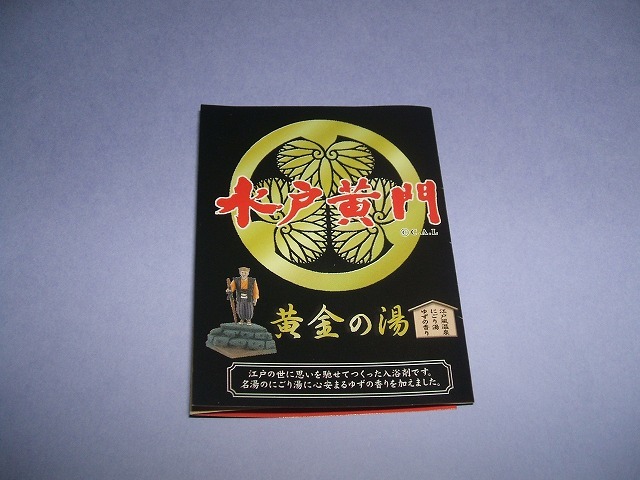 水戸黄門
©C.A.L
黄金の湯
江戸風温泉
にごり湯
ゆずの香り
江戸の世に思いを馳せてつくった入浴剤です。
名湯のにごり湯に心安まるゆずの香りを加えました。